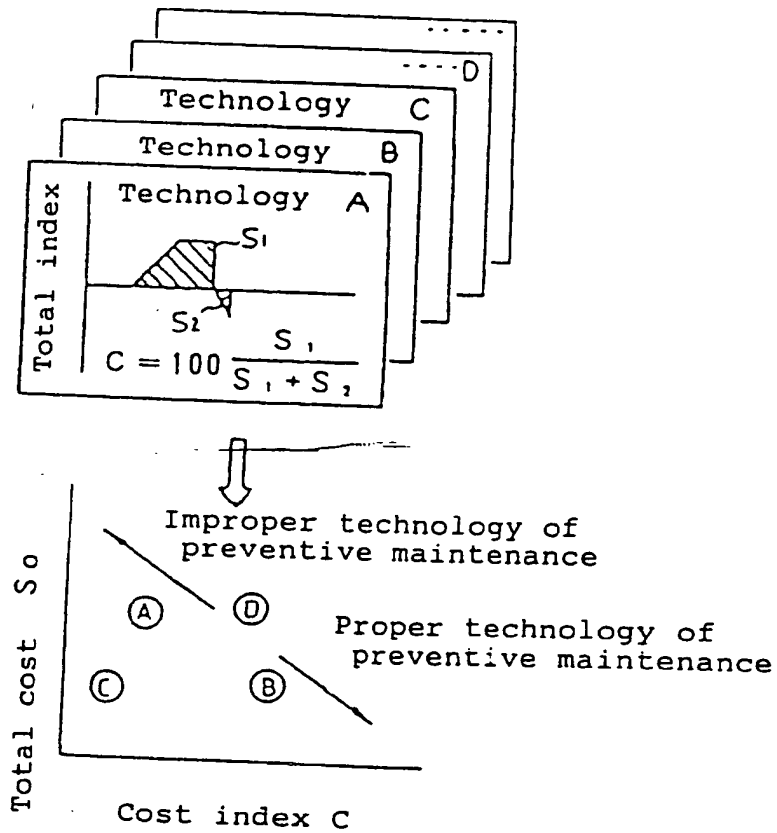 - - - - -
- - - - D
Technology C
Technology B
Technology A
Total index
S1
S2
C = 100 S1 / (S1 + S2)
Improper technology of
preventive maintenance
A
D
Proper technology of
preventive maintenance
C
B
Total cost So
Cost index C